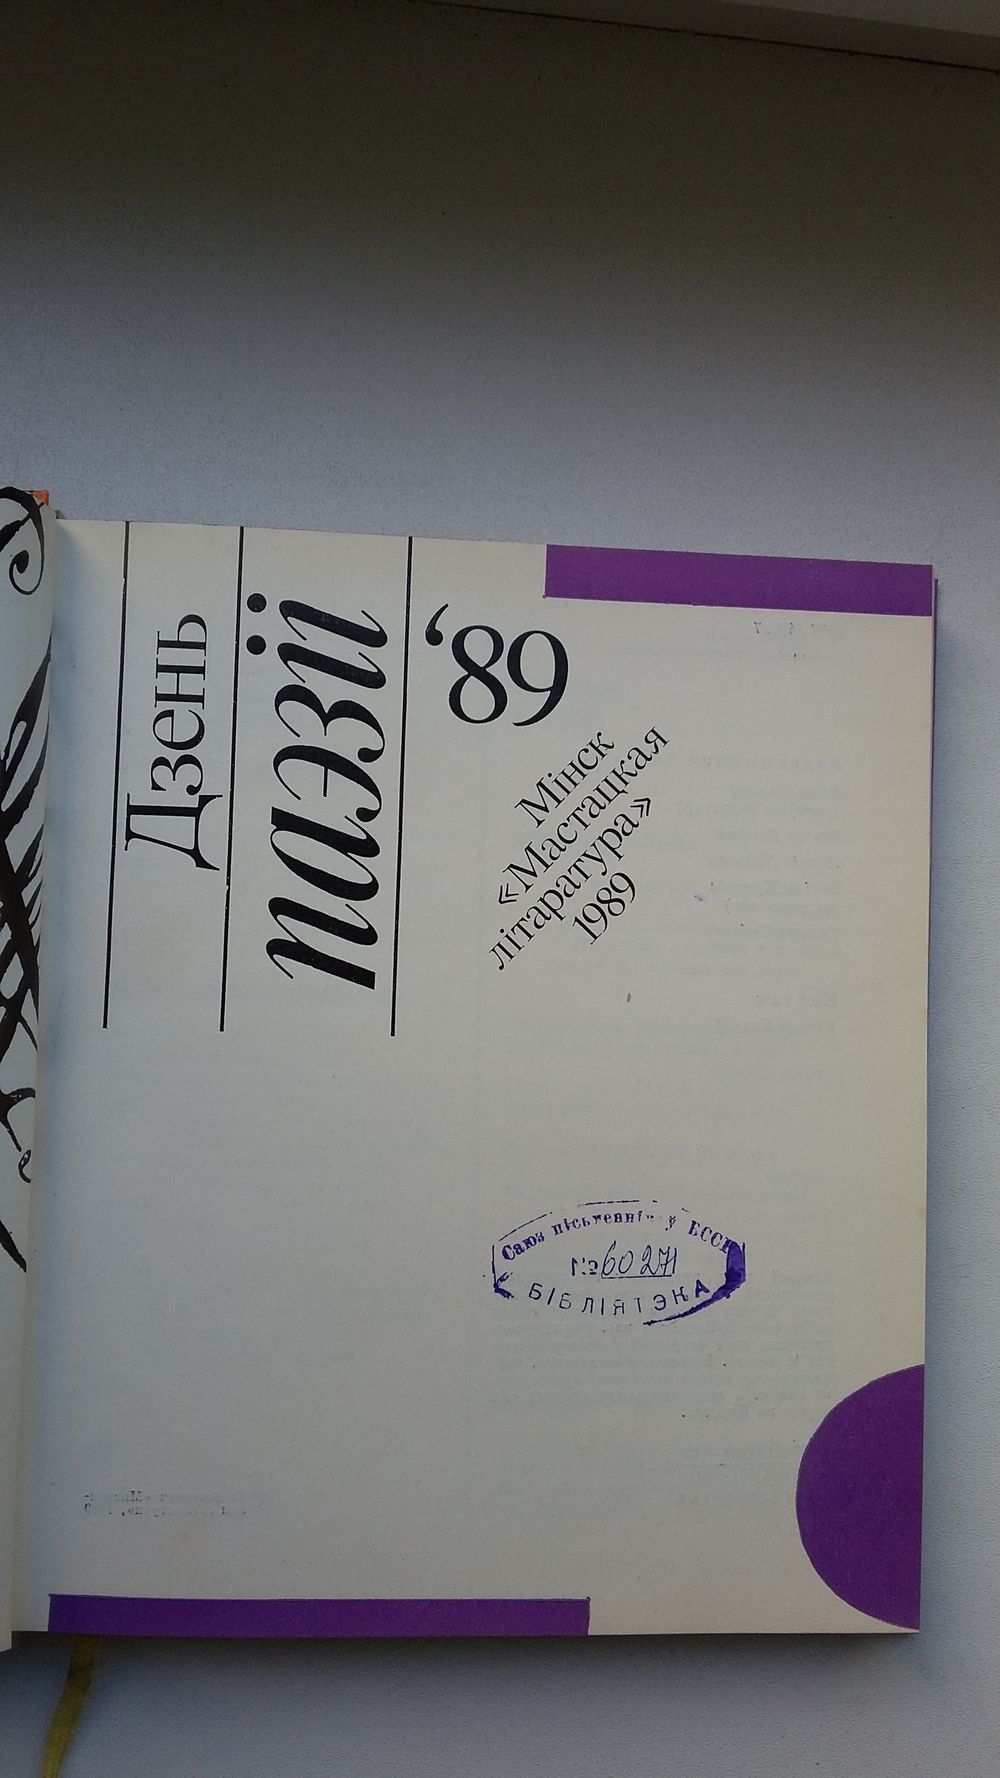 Дзень
паэзіі
‘89
Мінск
«Мастацкая
літаратура»
1989
Саюз пісьменнікаў БССР
№ 60271
БІБЛІЯТЭКА